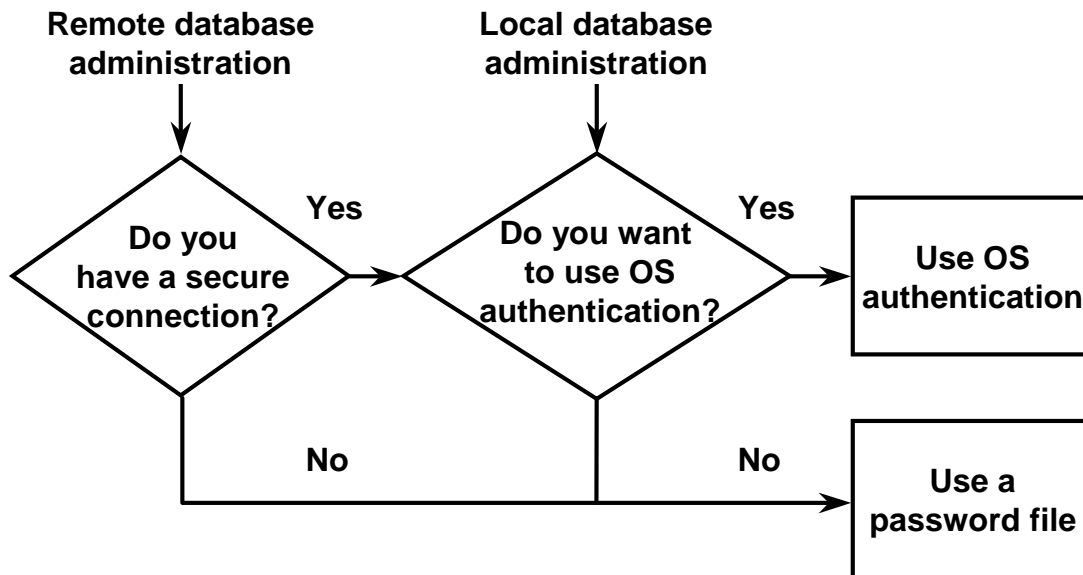 Remote database
administration
Local database
administration
Yes
Do you
have a secure
connection?
Yes
Do you want
to use OS
authentication?
Use OS
authentication
No
No
Use a
password file